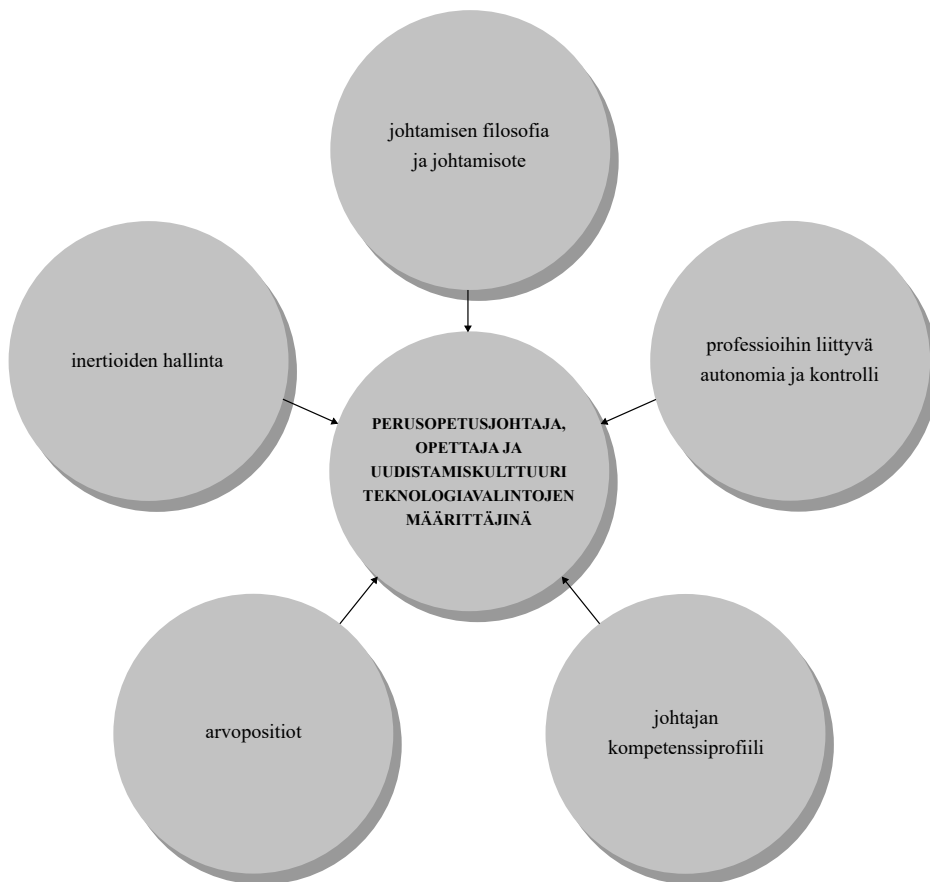 johtamisen filosofia
ja johtamisote
inertioiden hallinta
professioihin liittyvä
autonomia ja kontrolli
PERUSOPETUSJOHTAJA,
OPETTAJA JA
UUDISTAMISKULTTUURI
TEKNOLOGIAVALINTOJEN
MÄÄRITTÄJINÄ
arvopositiot
johtajan
kompetenssiprofiili